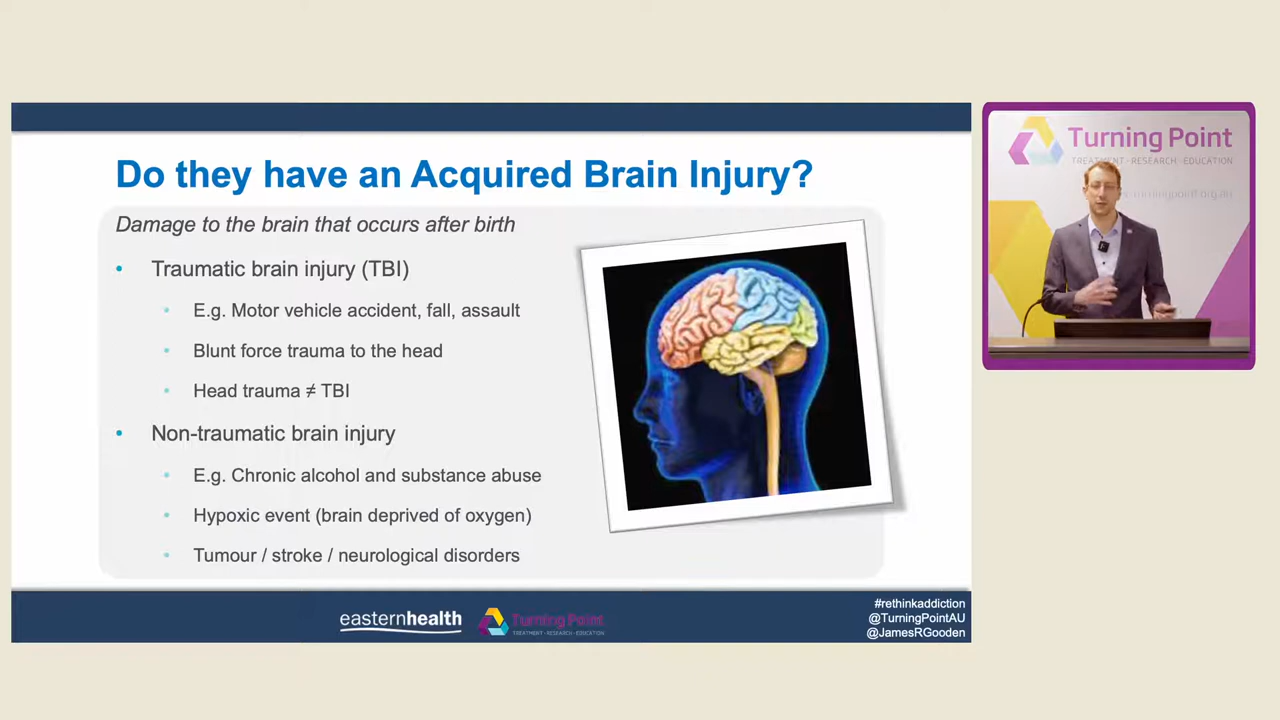 Do they have an Acquired Brain Injury?
Damage to the brain that occurs after birth
• Traumatic brain injury (TBI)
• E.g. Motor vehicle accident, fall, assault
• Blunt force trauma to the head
• Head trauma ≠ TBI
• Non-traumatic brain injury
• E.g. Chronic alcohol and substance abuse
• Hypoxic event (brain deprived of oxygen)
• Tumour / stroke / neurological disorders
easternhealth
Turning Point
TREATMENT · RESEARCH · EDUCATION
#rethinkaddiction
@TurningPointAU
@JamesRGooden
Turning Point
TREATMENT · RESEARCH · EDUCATION